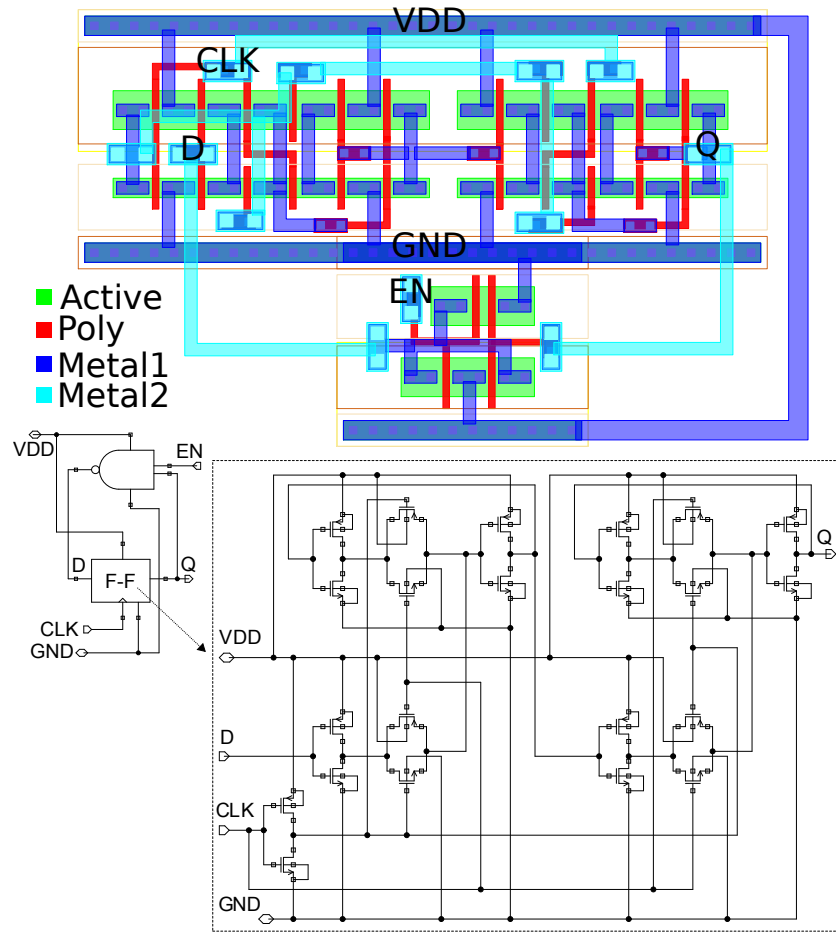 VDD
CLK
D
Q
GND
EN
Active
Poly
Metal1
Metal2
VDD
EN
D
F-F
Q
CLK
GND
Q
VDD
D
CLK
GND